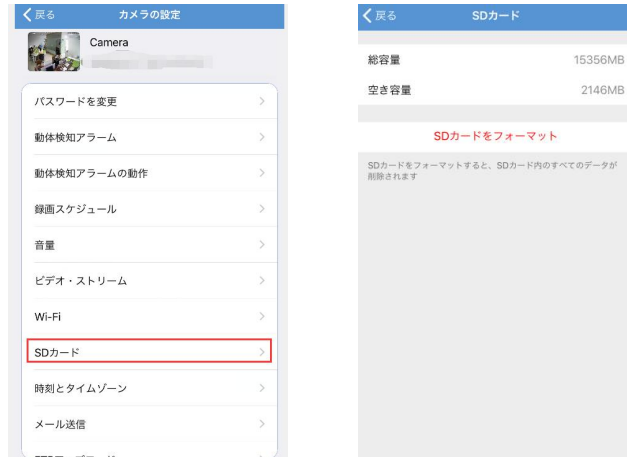 戻る
カメラの設定
Camera
パスワードを変更
動体検知アラーム
動体検知アラームの動作
録画スケジュール
音量
ビデオ・ストリーム
Wi-Fi
SDカード
時刻とタイムゾーン
メール送信
戻る
SDカード
総容量 15356MB
空き容量 2146MB
SDカードをフォーマット
SDカードをフォーマットすると、SDカード内のすべてのデータが
削除されます